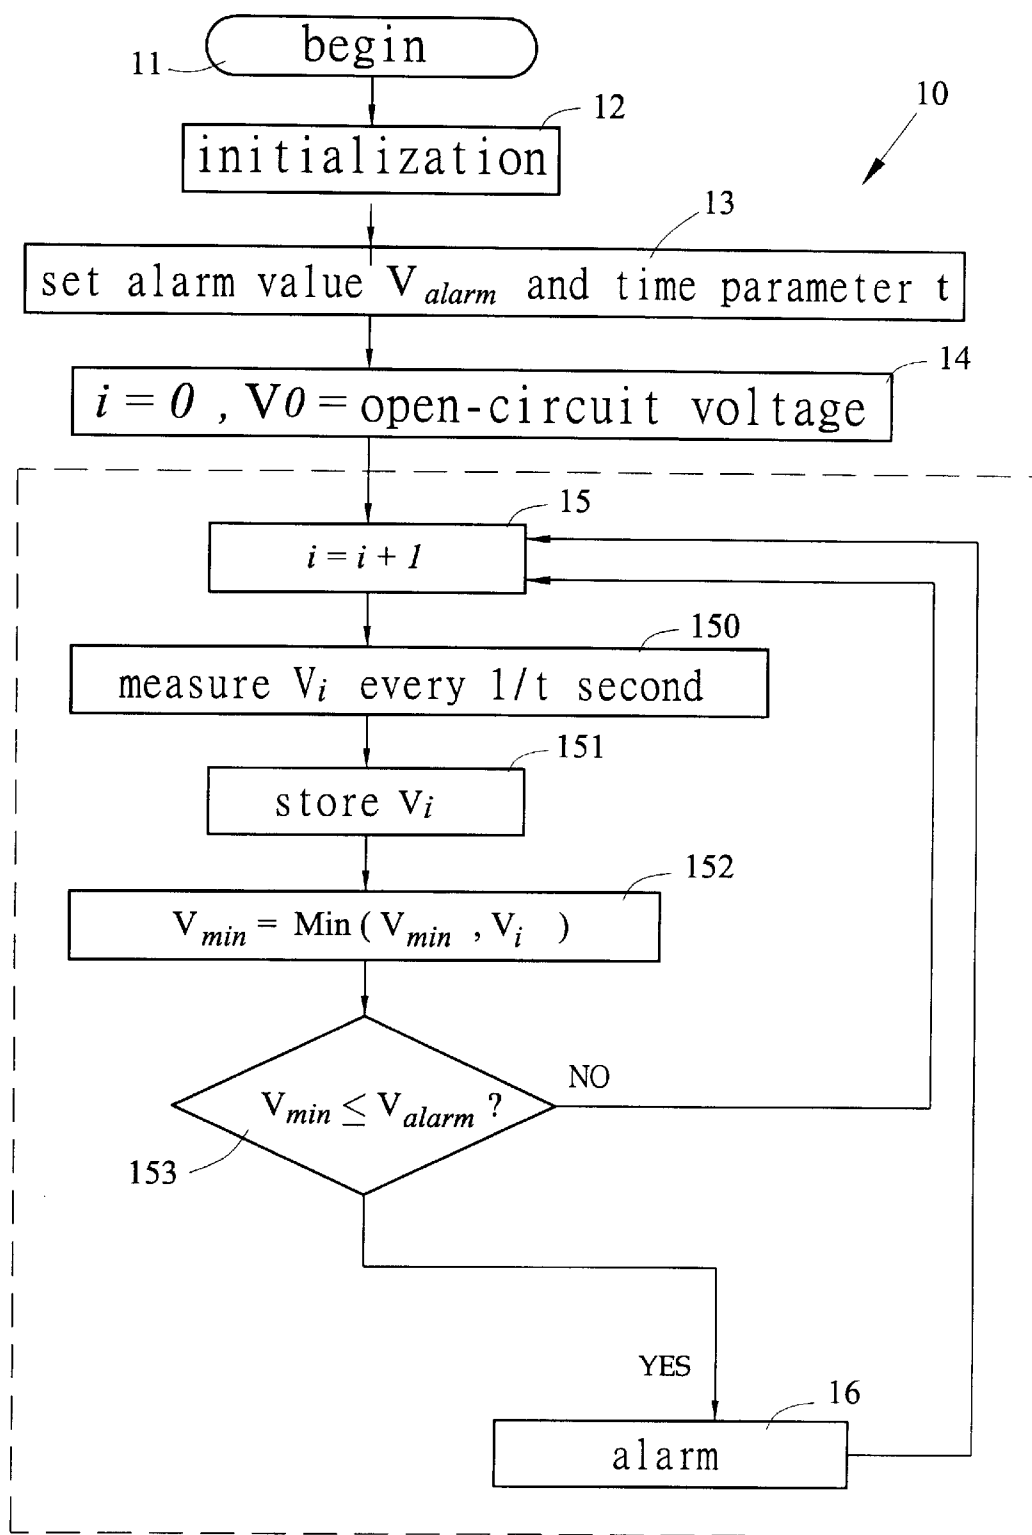 begin
11
12
10
initialization
13
set alarm value V_alarm and time parameter t
14
i = 0 , V0 = open-circuit voltage
15
i = i + 1
150
measure Vi every 1/t second
151
store Vi
152
V_min = Min ( V_min , V_i )
NO
V_min ≤ V_alarm ?
153
YES
16
alarm